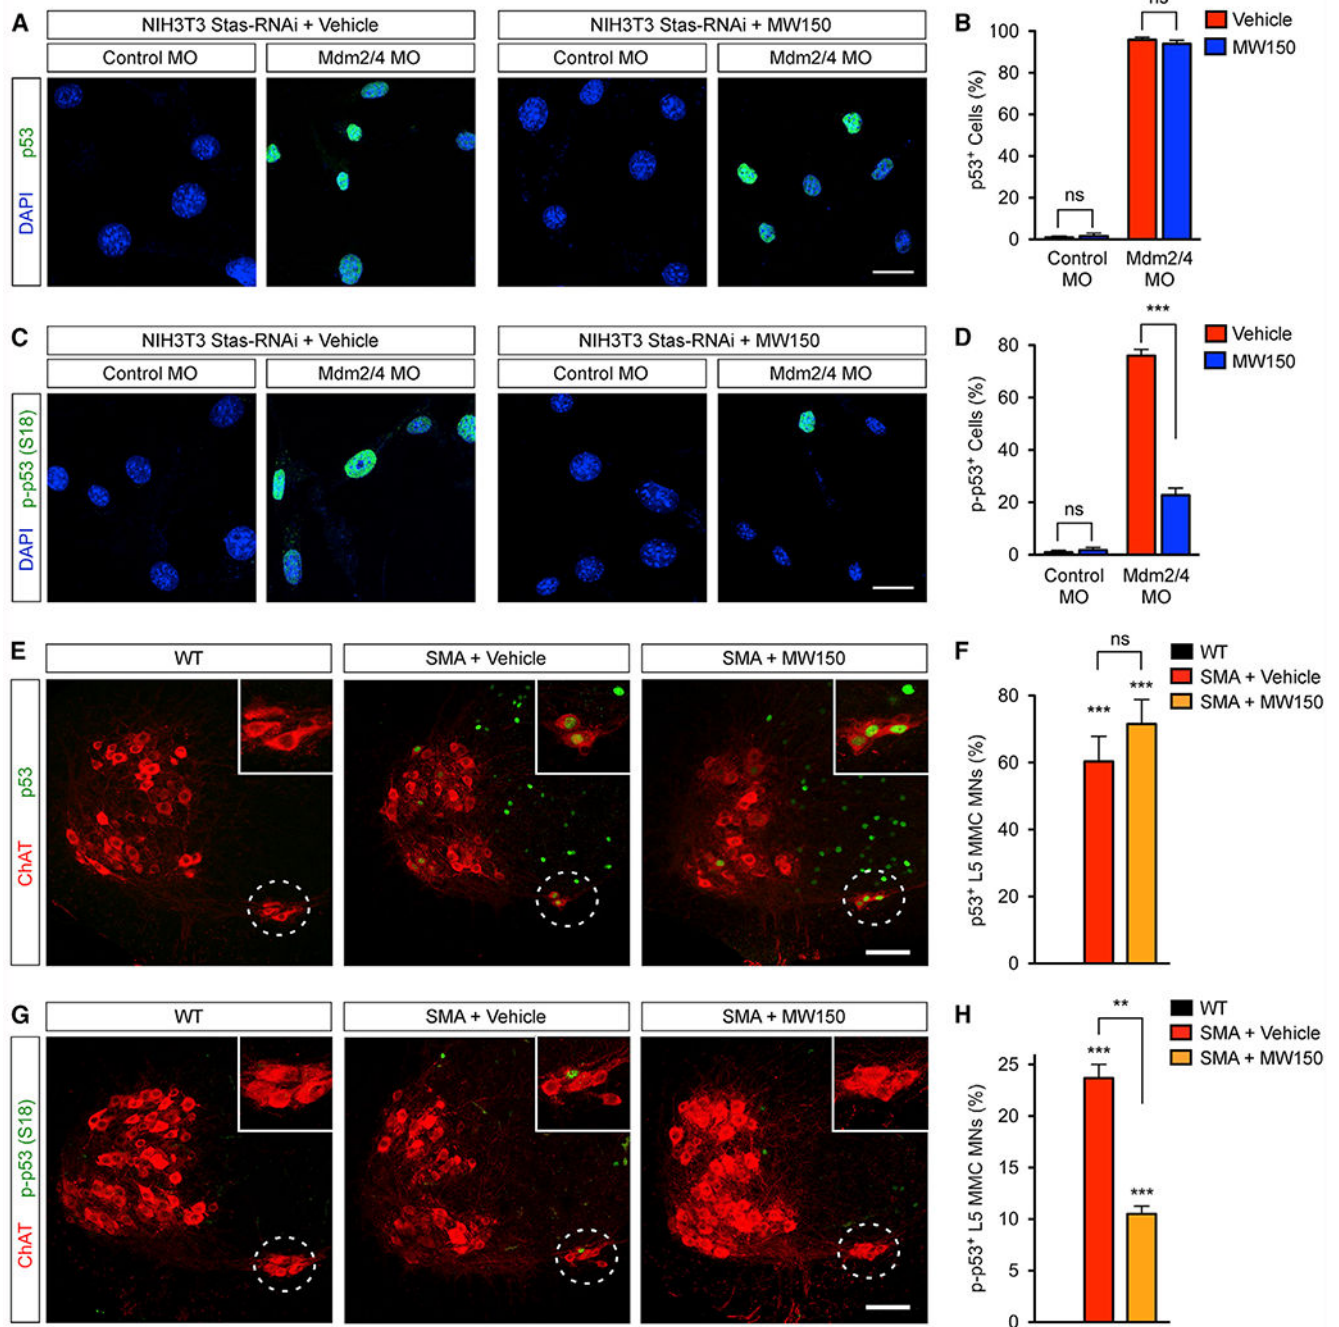 A
NIH3T3 Stas-RNAi + Vehicle
NIH3T3 Stas-RNAi + MW150
Control MO
Mdm2/4 MO
Control MO
Mdm2/4 MO
DAPI p53
B
ns
Vehicle
MW150
p53+ Cells (%)
100
80
60
40
20
0
ns
Control MO
Mdm2/4 MO
C
NIH3T3 Stas-RNAi + Vehicle
NIH3T3 Stas-RNAi + MW150
Control MO
Mdm2/4 MO
Control MO
Mdm2/4 MO
DAPI p-p53 (S18)
D
***
Vehicle
MW150
p-p53+ Cells (%)
80
60
40
20
0
ns
Control MO
Mdm2/4 MO
E
WT
SMA + Vehicle
SMA + MW150
ChAT p53
F
ns
WT
SMA + Vehicle
SMA + MW150
***
***
p53+ L5 MMC MNs (%)
80
60
40
20
0
G
WT
SMA + Vehicle
SMA + MW150
ChAT p-p53 (S18)
H
**
WT
SMA + Vehicle
SMA + MW150
***
***
p-p53+ L5 MMC MNs (%)
25
20
15
10
5
0